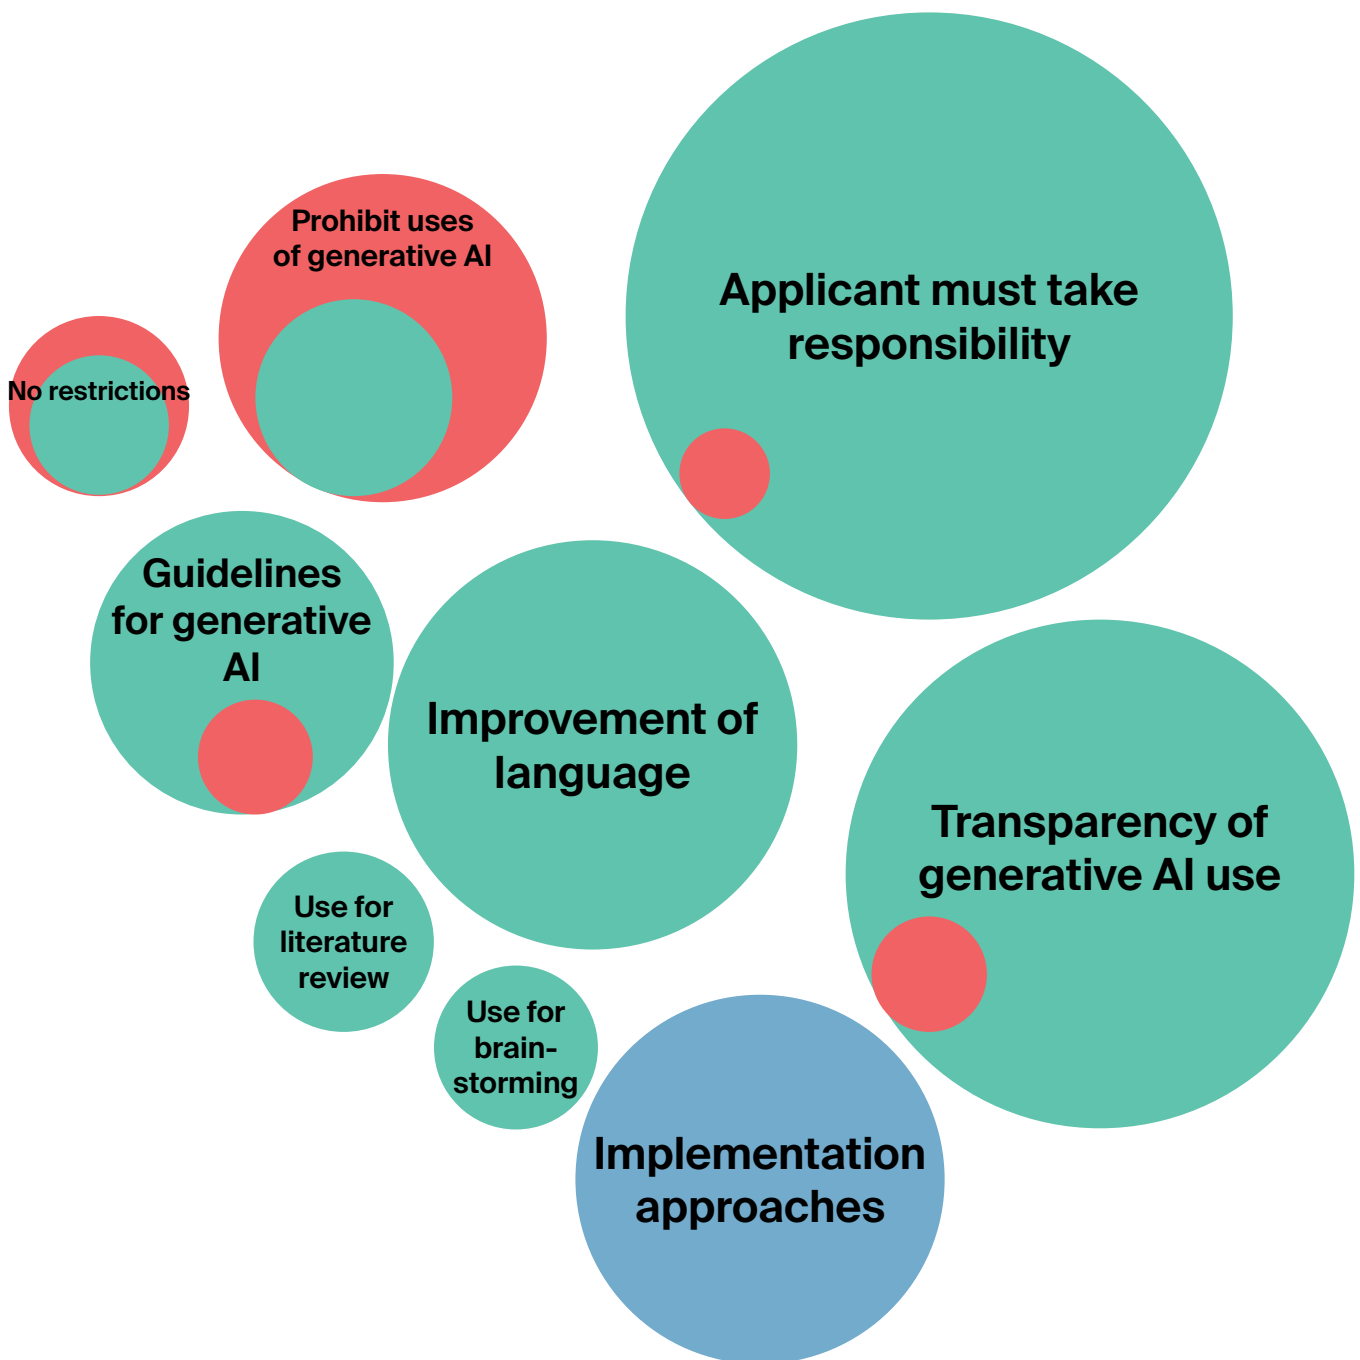 Applicant must take
responsibility
Prohibit uses
of generative AI
No restrictions
Guidelines
for generative
AI
Improvement of
language
Transparency of
generative AI use
Use for
literature
review
Use for
brain-
storming
Implementation
approaches